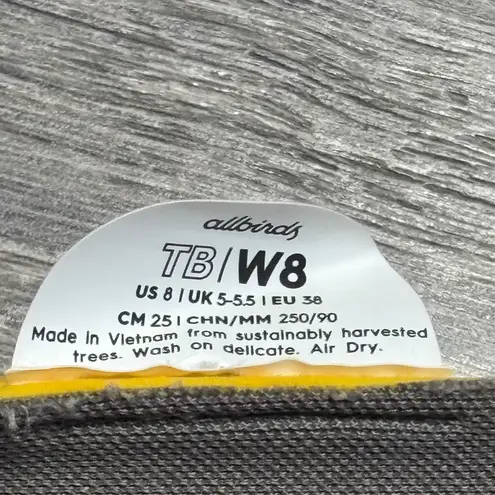 allbirds
TB|W8
US 8 | UK 5-5.5 | EU 38
CM 25 | CHN/MM 250/90
Made in Vietnam from sustainably harvested
trees. Wash on delicate. Air Dry.